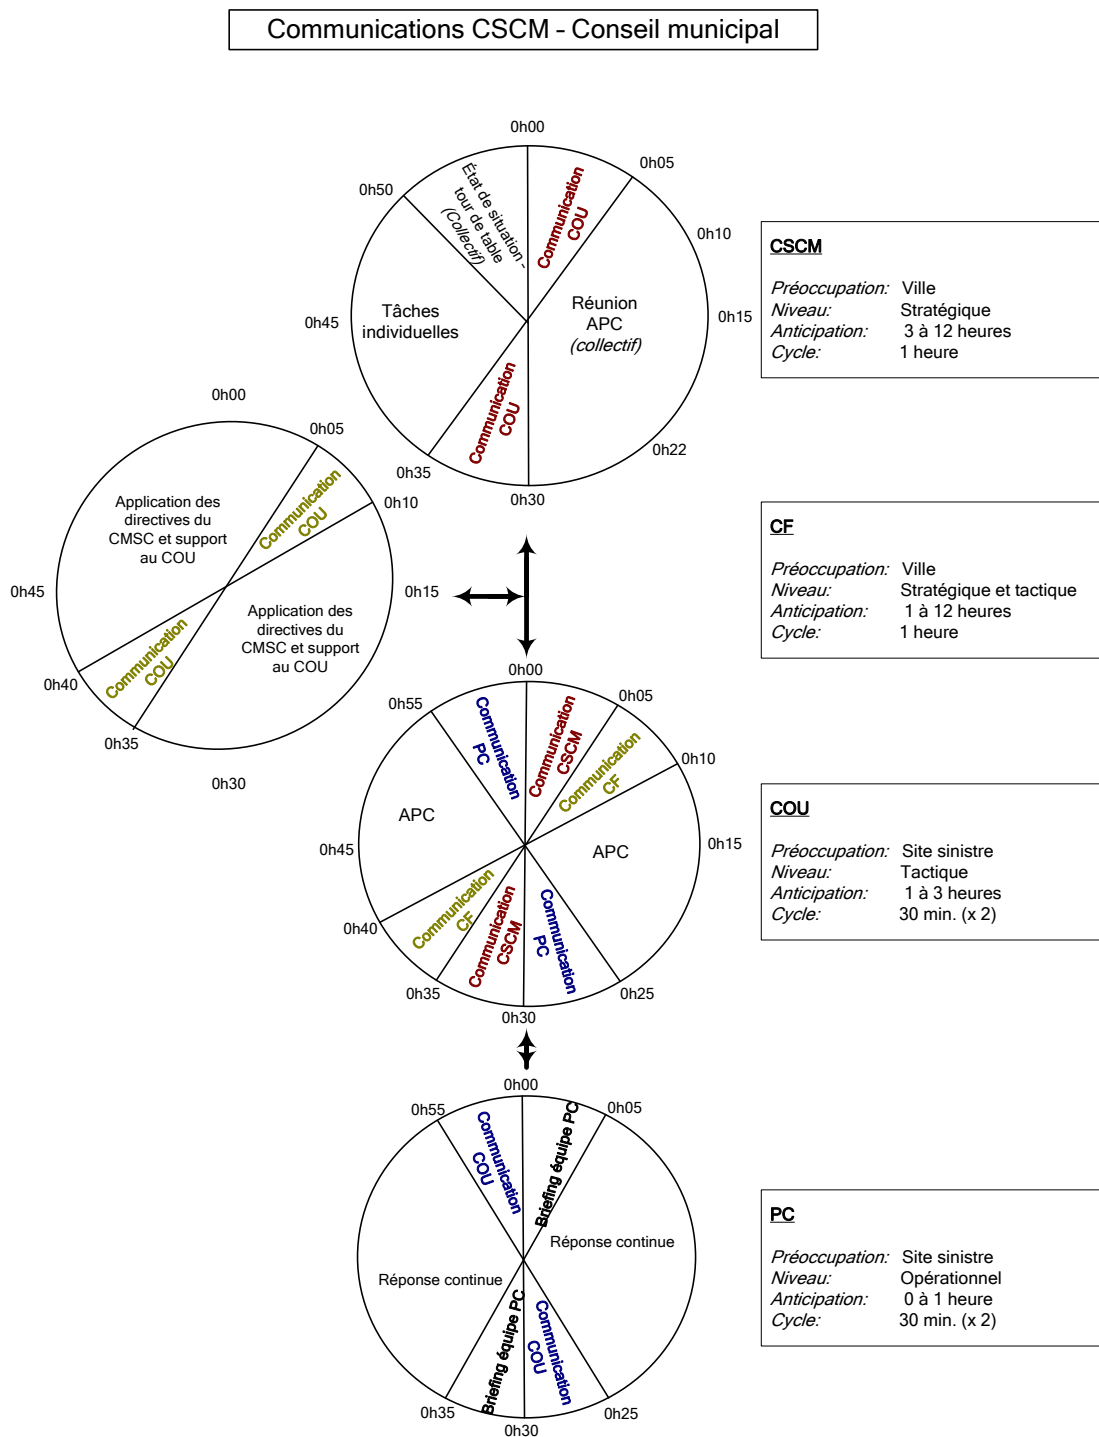 Communications CSCM - Conseil municipal
0h00
0h05
0h10
0h15
0h22
0h30
0h35
0h45
0h50
État de situation -
tour de table
(Collectif)
Communication
COU
Réunion
APC
(collectif)
Tâches
individuelles
Communication
COU
CSCM
Préoccupation: Ville
Niveau: Stratégique
Anticipation: 3 à 12 heures
Cycle: 1 heure
0h00
0h05
0h10
0h15
0h30
0h35
0h40
0h45
Application des
directives du
CMSC et support
au COU
Communication
COU
Application des
directives du
CMSC et support
au COU
Communication
COU
CF
Préoccupation: Ville
Niveau: Stratégique et tactique
Anticipation: 1 à 12 heures
Cycle: 1 heure
0h00
0h05
0h10
0h15
0h25
0h30
0h35
0h40
0h45
0h55
Communication
PC
Communication
CSCM
Communication
CF
APC
APC
Communication
CF
Communication
CSCM
Communication
PC
COU
Préoccupation: Site sinistre
Niveau: Tactique
Anticipation: 1 à 3 heures
Cycle: 30 min. (x 2)
0h00
0h05
0h25
0h30
0h35
0h55
Communication
COU
Briefing équipe PC
Réponse continue
Réponse continue
Briefing équipe PC
Communication
COU
PC
Préoccupation: Site sinistre
Niveau: Opérationnel
Anticipation: 0 à 1 heure
Cycle: 30 min. (x 2)